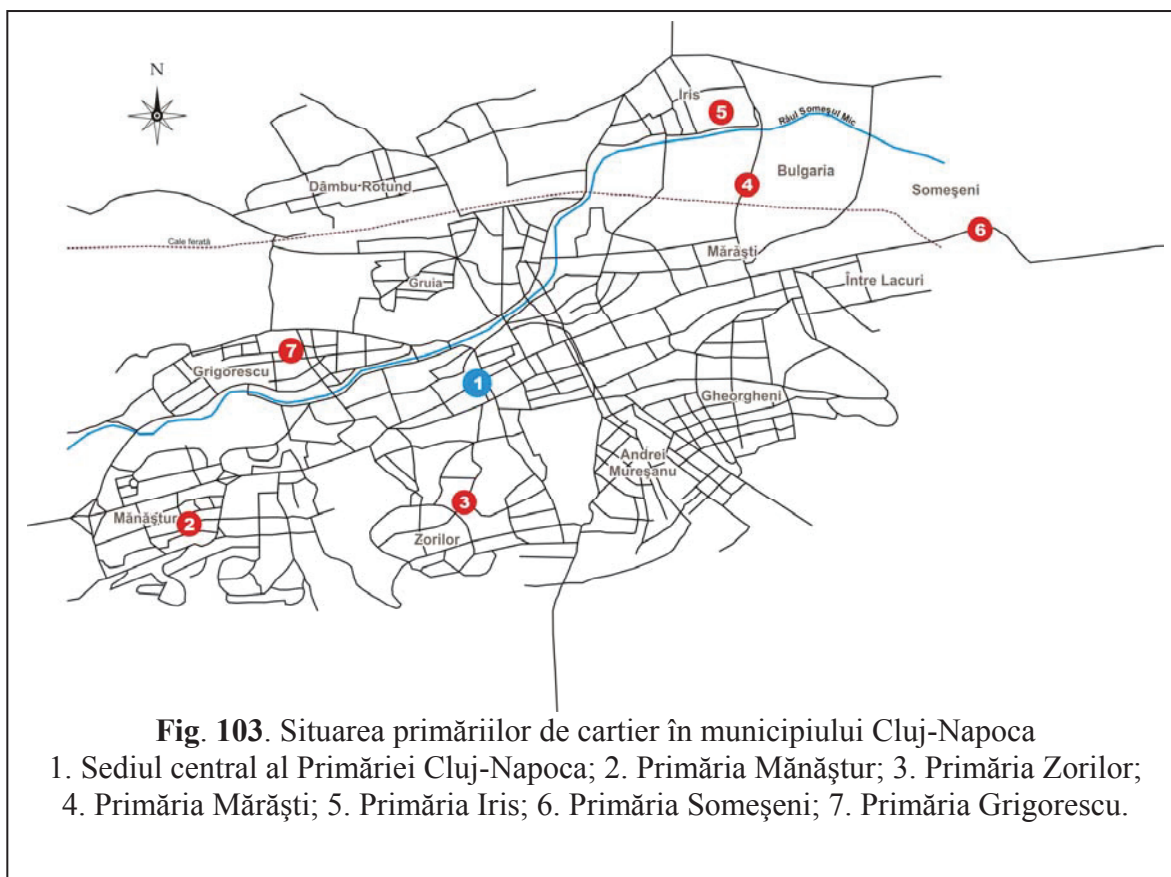 N
Iris
5
Râul Someşul Mic
4
Bulgaria
Dâmbu-Rotund
Someşeni
6
Cale ferată
Mărăşti
Gruia
Între Lacuri
7
Grigorescu
1
Gheorgheni
Andrei
Mureşanu
3
Mănăştur
2
Zorilor
Fig. 103. Situarea primăriilor de cartier în municipiului Cluj-Napoca
1. Sediul central al Primăriei Cluj-Napoca; 2. Primăria Mănăştur; 3. Primăria Zorilor;
4. Primăria Mărăşti; 5. Primăria Iris; 6. Primăria Someşeni; 7. Primăria Grigorescu.